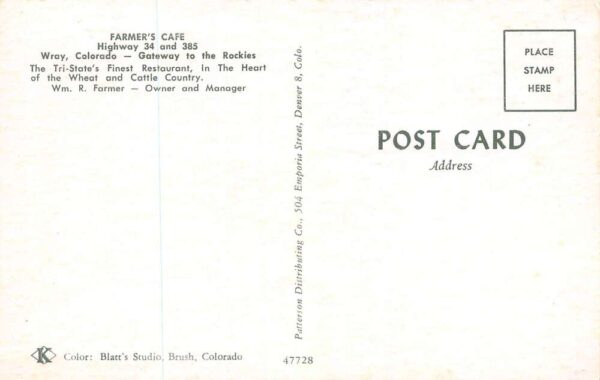 FARMER'S CAFE
Highway 34 and 385
Wray, Colorado — Gateway to the Rockies
The Tri-State's Finest Restaurant, In The Heart
of the Wheat and Cattle Country.
Wm. R. Farmer — Owner and Manager
Patterson Distributing Co., 504 Emporia Street, Denver 8, Colo.
PLACE
STAMP
HERE
POST CARD
Address
K
Color: Blatt's Studio, Brush, Colorado
47728